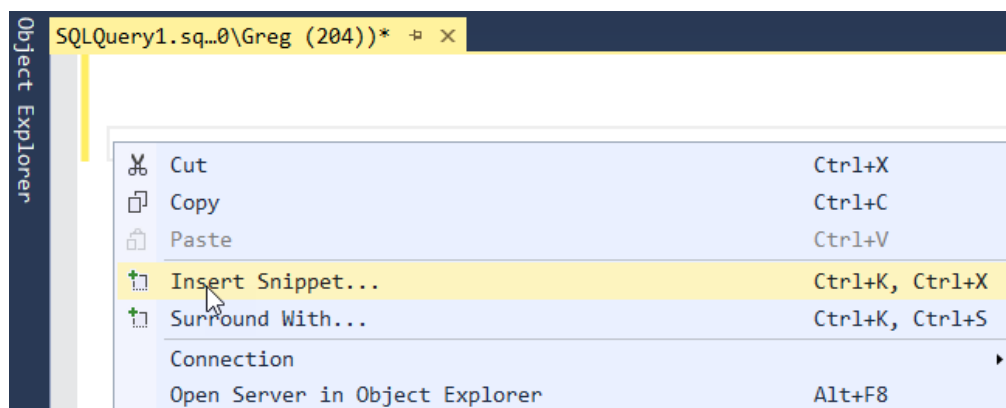 Object Explorer
SQLQuery1.sq...0\Greg (204))*
Cut Ctrl+X
Copy Ctrl+C
Paste Ctrl+V
Insert Snippet... Ctrl+K, Ctrl+X
Surround With... Ctrl+K, Ctrl+S
Connection
Open Server in Object Explorer Alt+F8